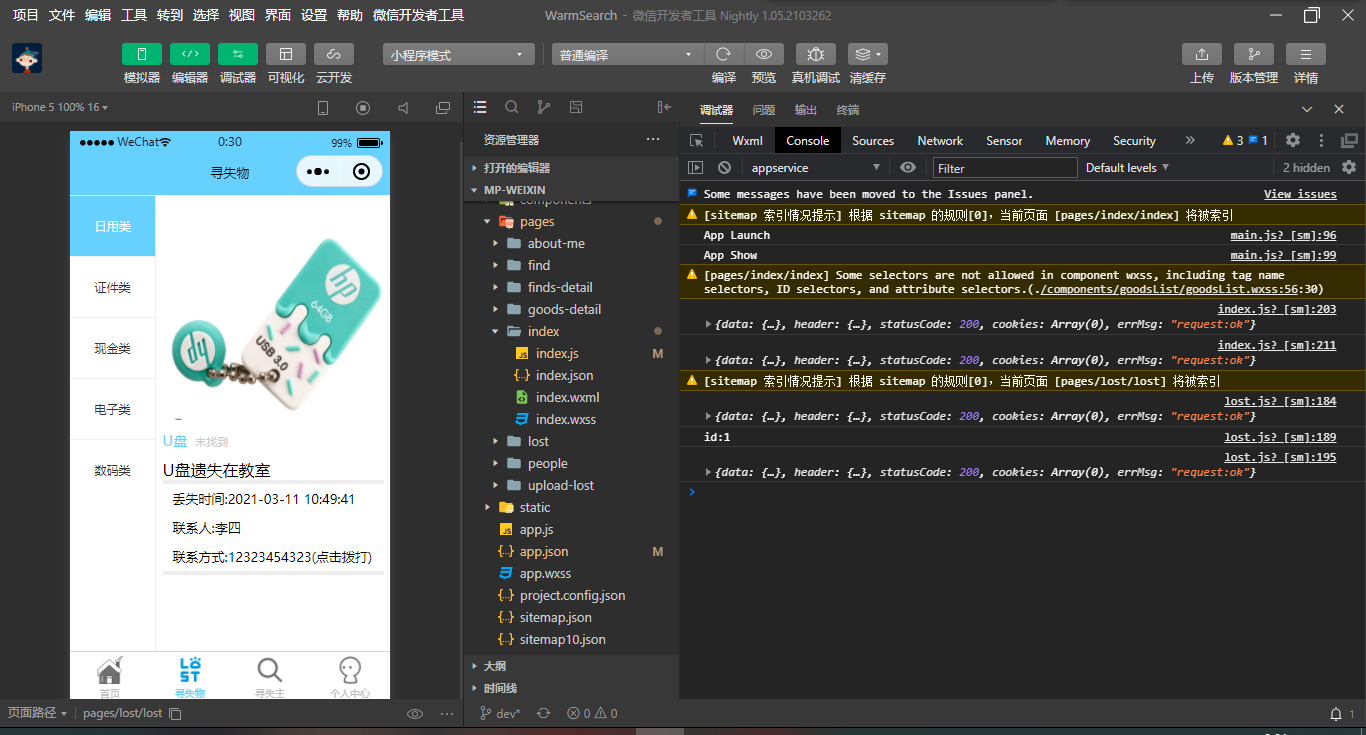 项目 文件 编辑 工具 转到 选择 视图 界面 设置 帮助 微信开发者工具
WarmSearch - 微信开发者工具 Nightly 1.05.2103262
小程序模式
普通编译
模拟器 编辑器 调试器 可视化 云开发
编译 预览 真机调试 清缓存
上传 版本管理 详情
iPhone 5 100% 16
WeChat
0:30
99%
寻失物
日用类
证件类
现金类
电子类
数码类
hp
64GB
USB 3.0
U盘 未找到
U盘遗失在教室
丢失时间:2021-03-11 10:49:41
联系人:李四
联系方式:12323454323(点击拨打)
LOST
首页
寻失物
寻失主
个人中心
页面路径
pages/lost/lost
资源管理器
打开的编辑器
MP-WEIXIN
components
pages
about-me
find
finds-detail
goods-detail
index
index.js M
index.json
index.wxml
index.wxss
lost
people
upload-lost
static
app.js
app.json M
app.wxss
project.config.json
sitemap.json
sitemap10.json
大纲
时间线
dev*
0 0
调试器 问题 输出 终端
Wxml Console Sources Network Sensor Memory Security
3 1
appservice
Filter
Default levels
2 hidden
Some messages have been moved to the Issues panel. View issues
[sitemap 索引情况提示] 根据 sitemap 的规则[0]，当前页面 [pages/index/index] 将被索引
App Launch main.js? [sm]:96
App Show main.js? [sm]:99
[pages/index/index] Some selectors are not allowed in component wxss, including tag name
selectors, ID selectors, and attribute selectors.(./components/goodsList/goodsList.wxss:56:30)
index.js? [sm]:203
{data: {…}, header: {…}, statusCode: 200, cookies: Array(0), errMsg: "request:ok"}
index.js? [sm]:211
{data: {…}, header: {…}, statusCode: 200, cookies: Array(0), errMsg: "request:ok"}
[sitemap 索引情况提示] 根据 sitemap 的规则[0]，当前页面 [pages/lost/lost] 将被索引
lost.js? [sm]:184
{data: {…}, header: {…}, statusCode: 200, cookies: Array(0), errMsg: "request:ok"}
id:1 lost.js? [sm]:189
lost.js? [sm]:195
{data: {…}, header: {…}, statusCode: 200, cookies: Array(0), errMsg: "request:ok"}
1